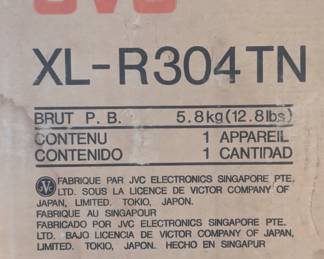 JVC
XL-R304TN
BRUT P. B. 5.8kg(12.8lbs)
CONTENU 1 APPAREIL
CONTENIDO 1 CANTIDAD
JVC FABRIQUE PAR JVC ELECTRONICS SINGAPORE PTE.
LTD. SOUS LA LICENCE DE VICTOR COMPANY OF
JAPAN, LIMITED. TOKIO, JAPON.
FABRIQUE AU SINGAPOUR
FABRICADO POR JVC ELECTRONICS SINGAPORE PTE.
LTD. BAJO LICENCIA DE VICTOR COMPANY OF JAPAN,
LIMITED. TOKIO, JAPON. HECHO EN SINGAPUR